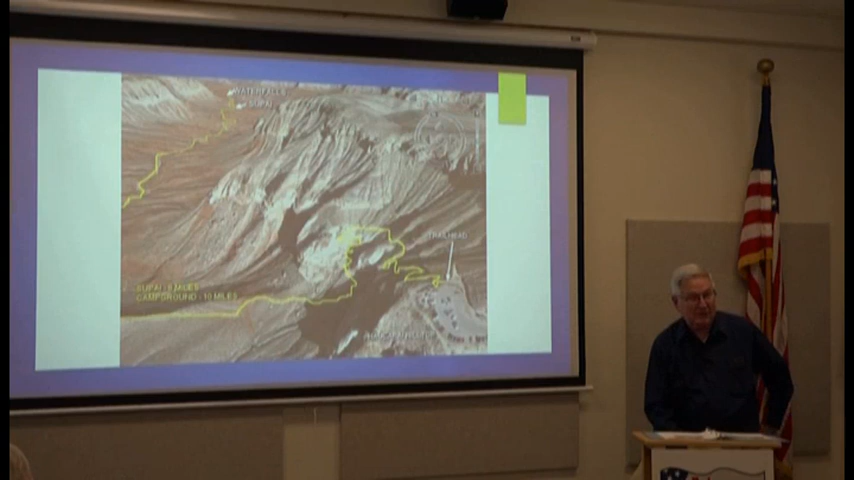 WATERFALLS
SUPAI
TRAILHEAD
SUPAI - 8 MILES
CAMPGROUND - 10 MILES